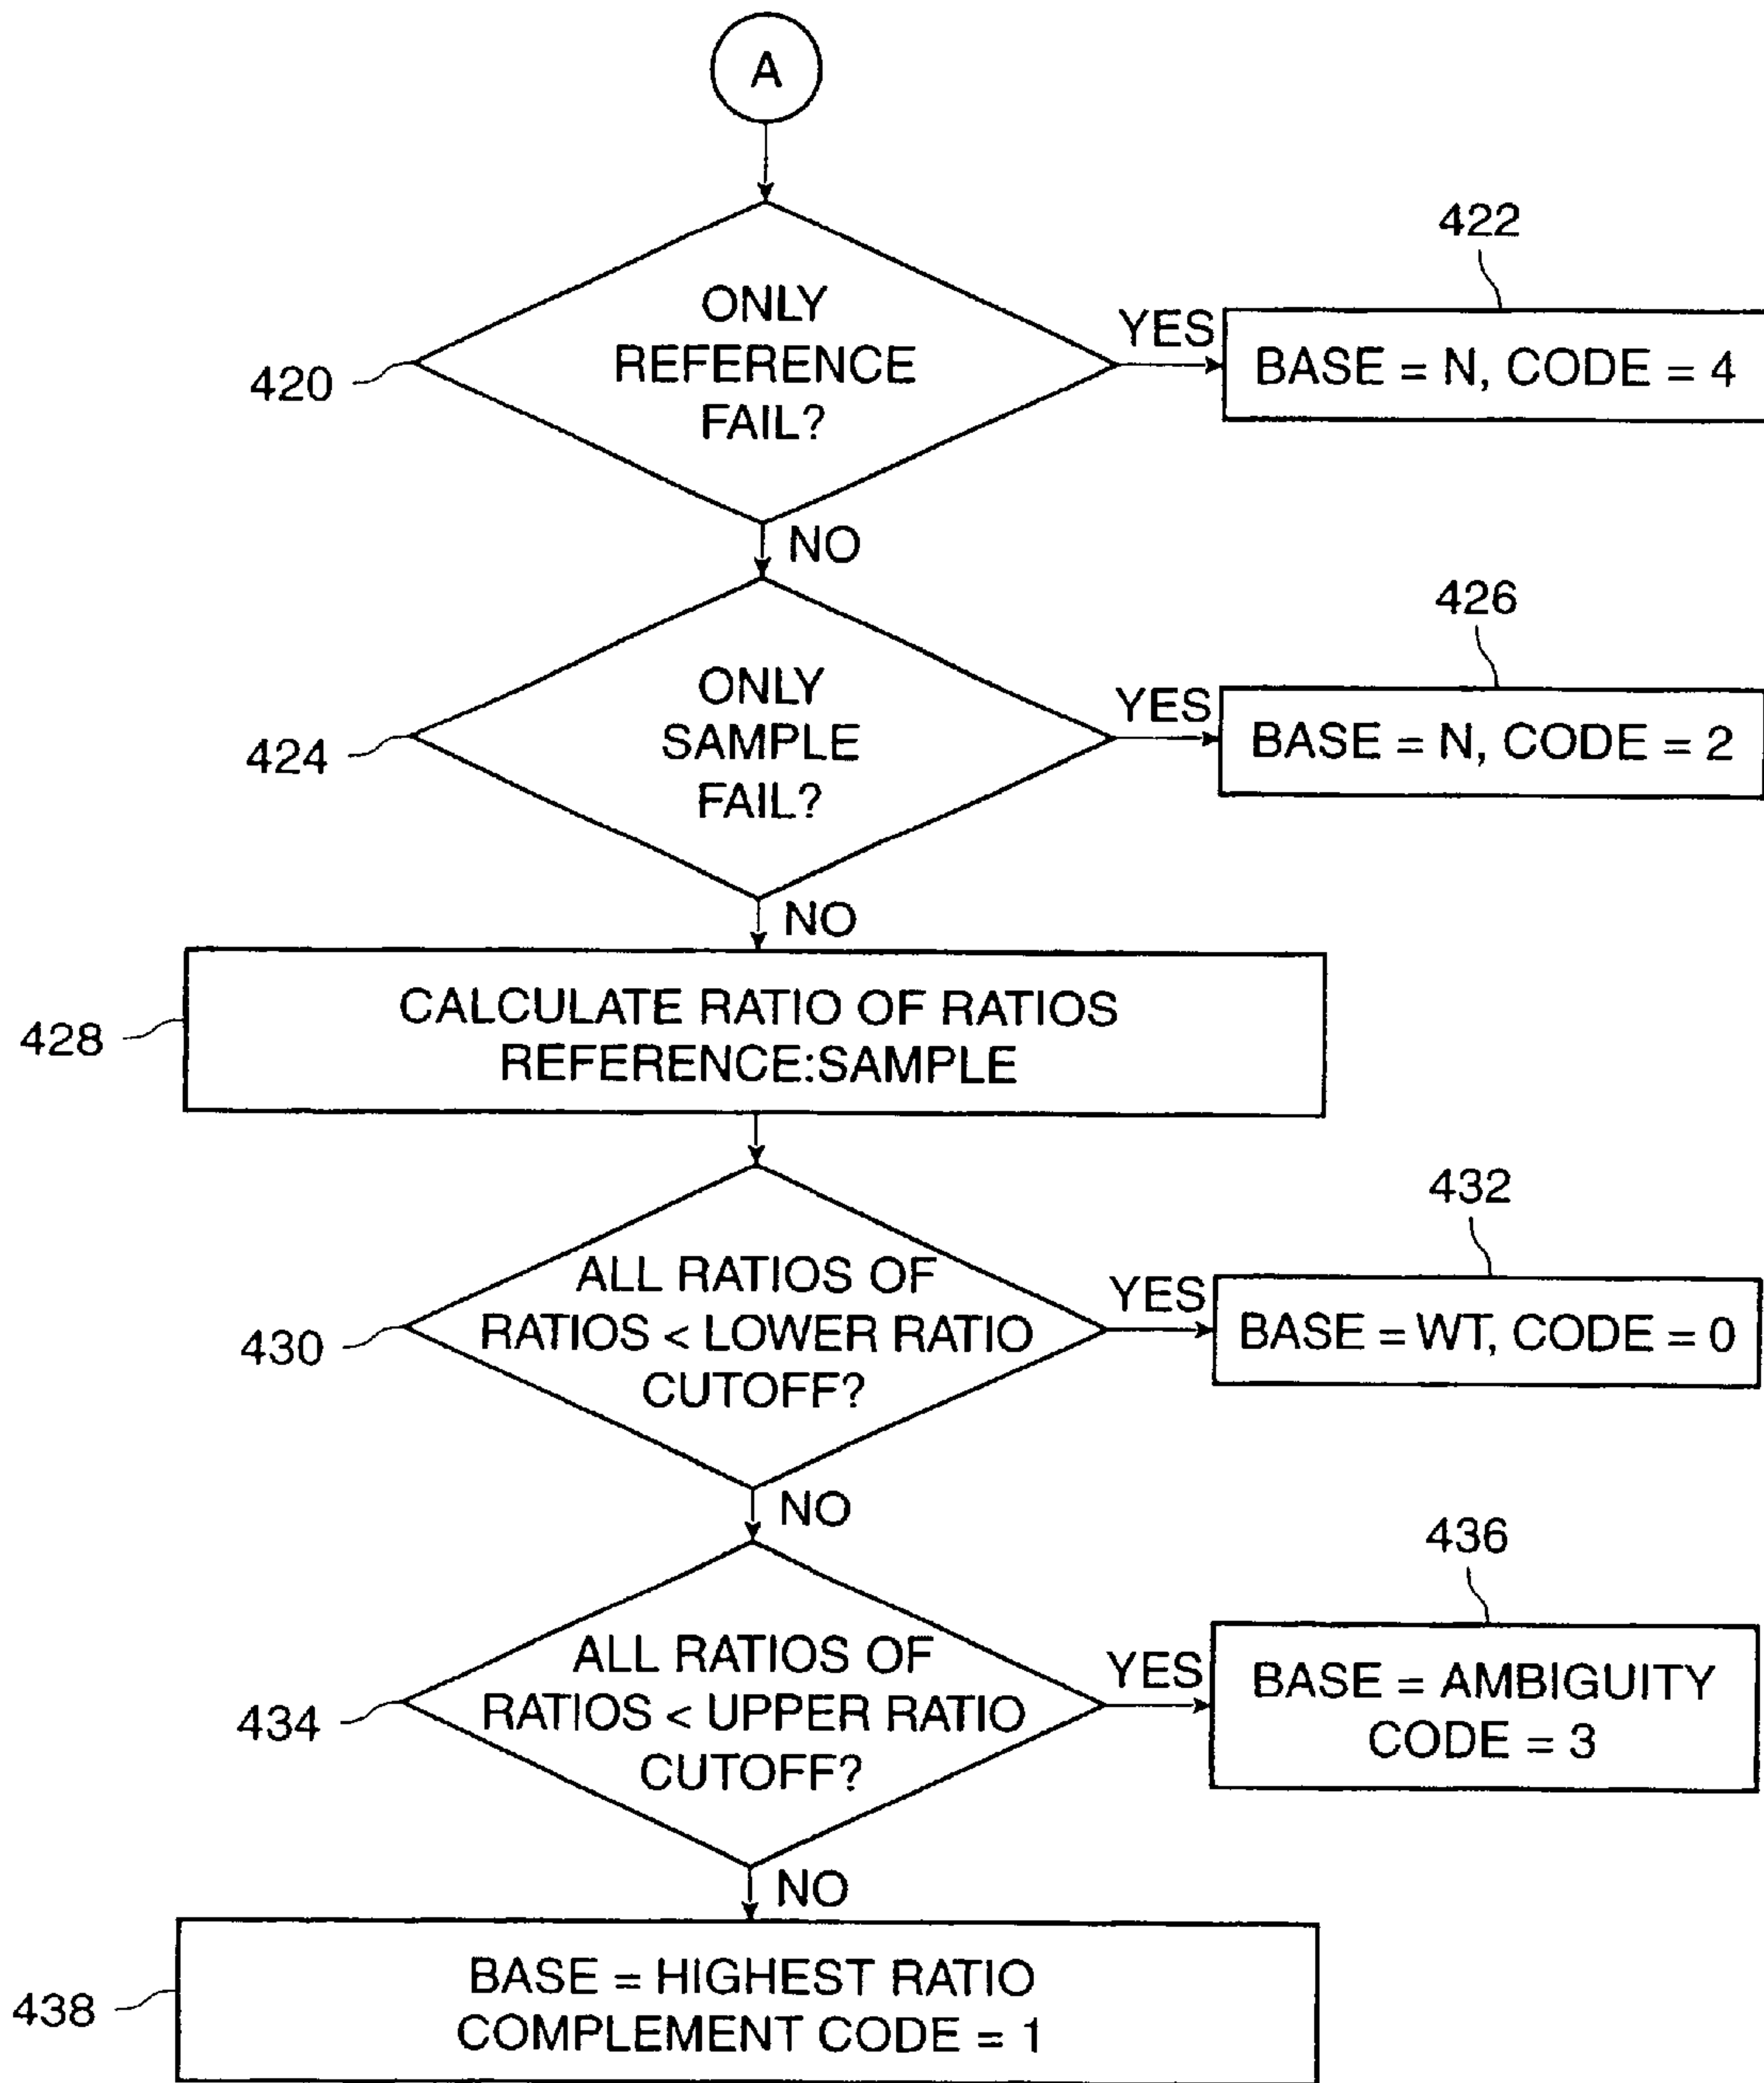 A
420
ONLY
REFERENCE
FAIL?
YES
422
BASE = N, CODE = 4
NO
424
ONLY
SAMPLE
FAIL?
YES
426
BASE = N, CODE = 2
NO
428
CALCULATE RATIO OF RATIOS
REFERENCE:SAMPLE
430
ALL RATIOS OF
RATIOS < LOWER RATIO
CUTOFF?
YES
432
BASE = WT, CODE = 0
NO
434
ALL RATIOS OF
RATIOS < UPPER RATIO
CUTOFF?
YES
436
BASE = AMBIGUITY
CODE = 3
NO
438
BASE = HIGHEST RATIO
COMPLEMENT CODE = 1